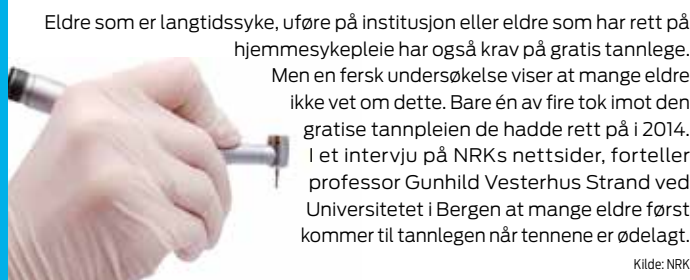 Eldre som er langtidssyke, uføre på institusjon eller eldre som har rett på
hjemmesykepleie har også krav på gratis tannlege.
Men en fersk undersøkelse viser at mange eldre
ikke vet om dette. Bare én av fire tok imot den
gratise tannpleien de hadde rett på i 2014.
I et intervju på NRKs nettsider, forteller
professor Gunhild Vesterhus Strand ved
Universitetet i Bergen at mange eldre først
kommer til tannlegen når tennene er ødelagt.
Kilde: NRK